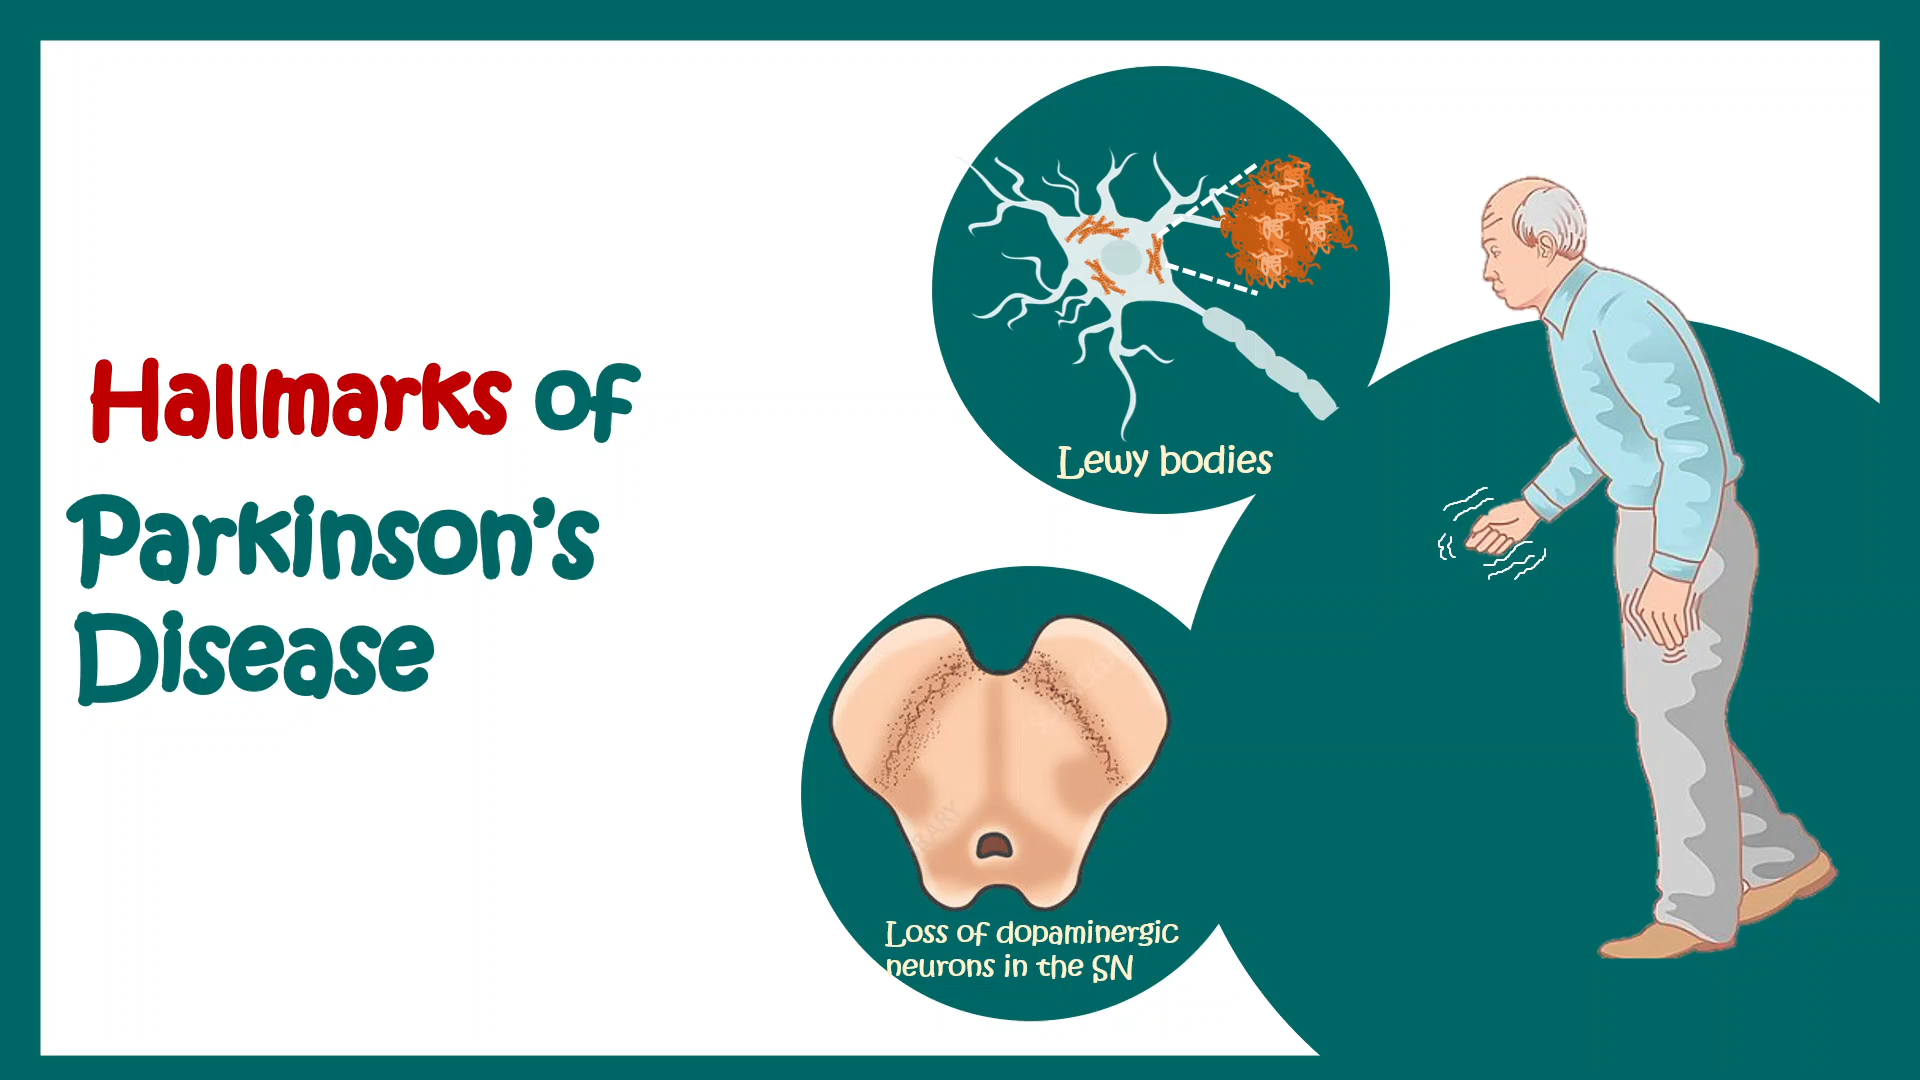 Hallmarks of
Parkinson's
Disease
Lewy bodies
Loss of dopaminergic
neurons in the SN